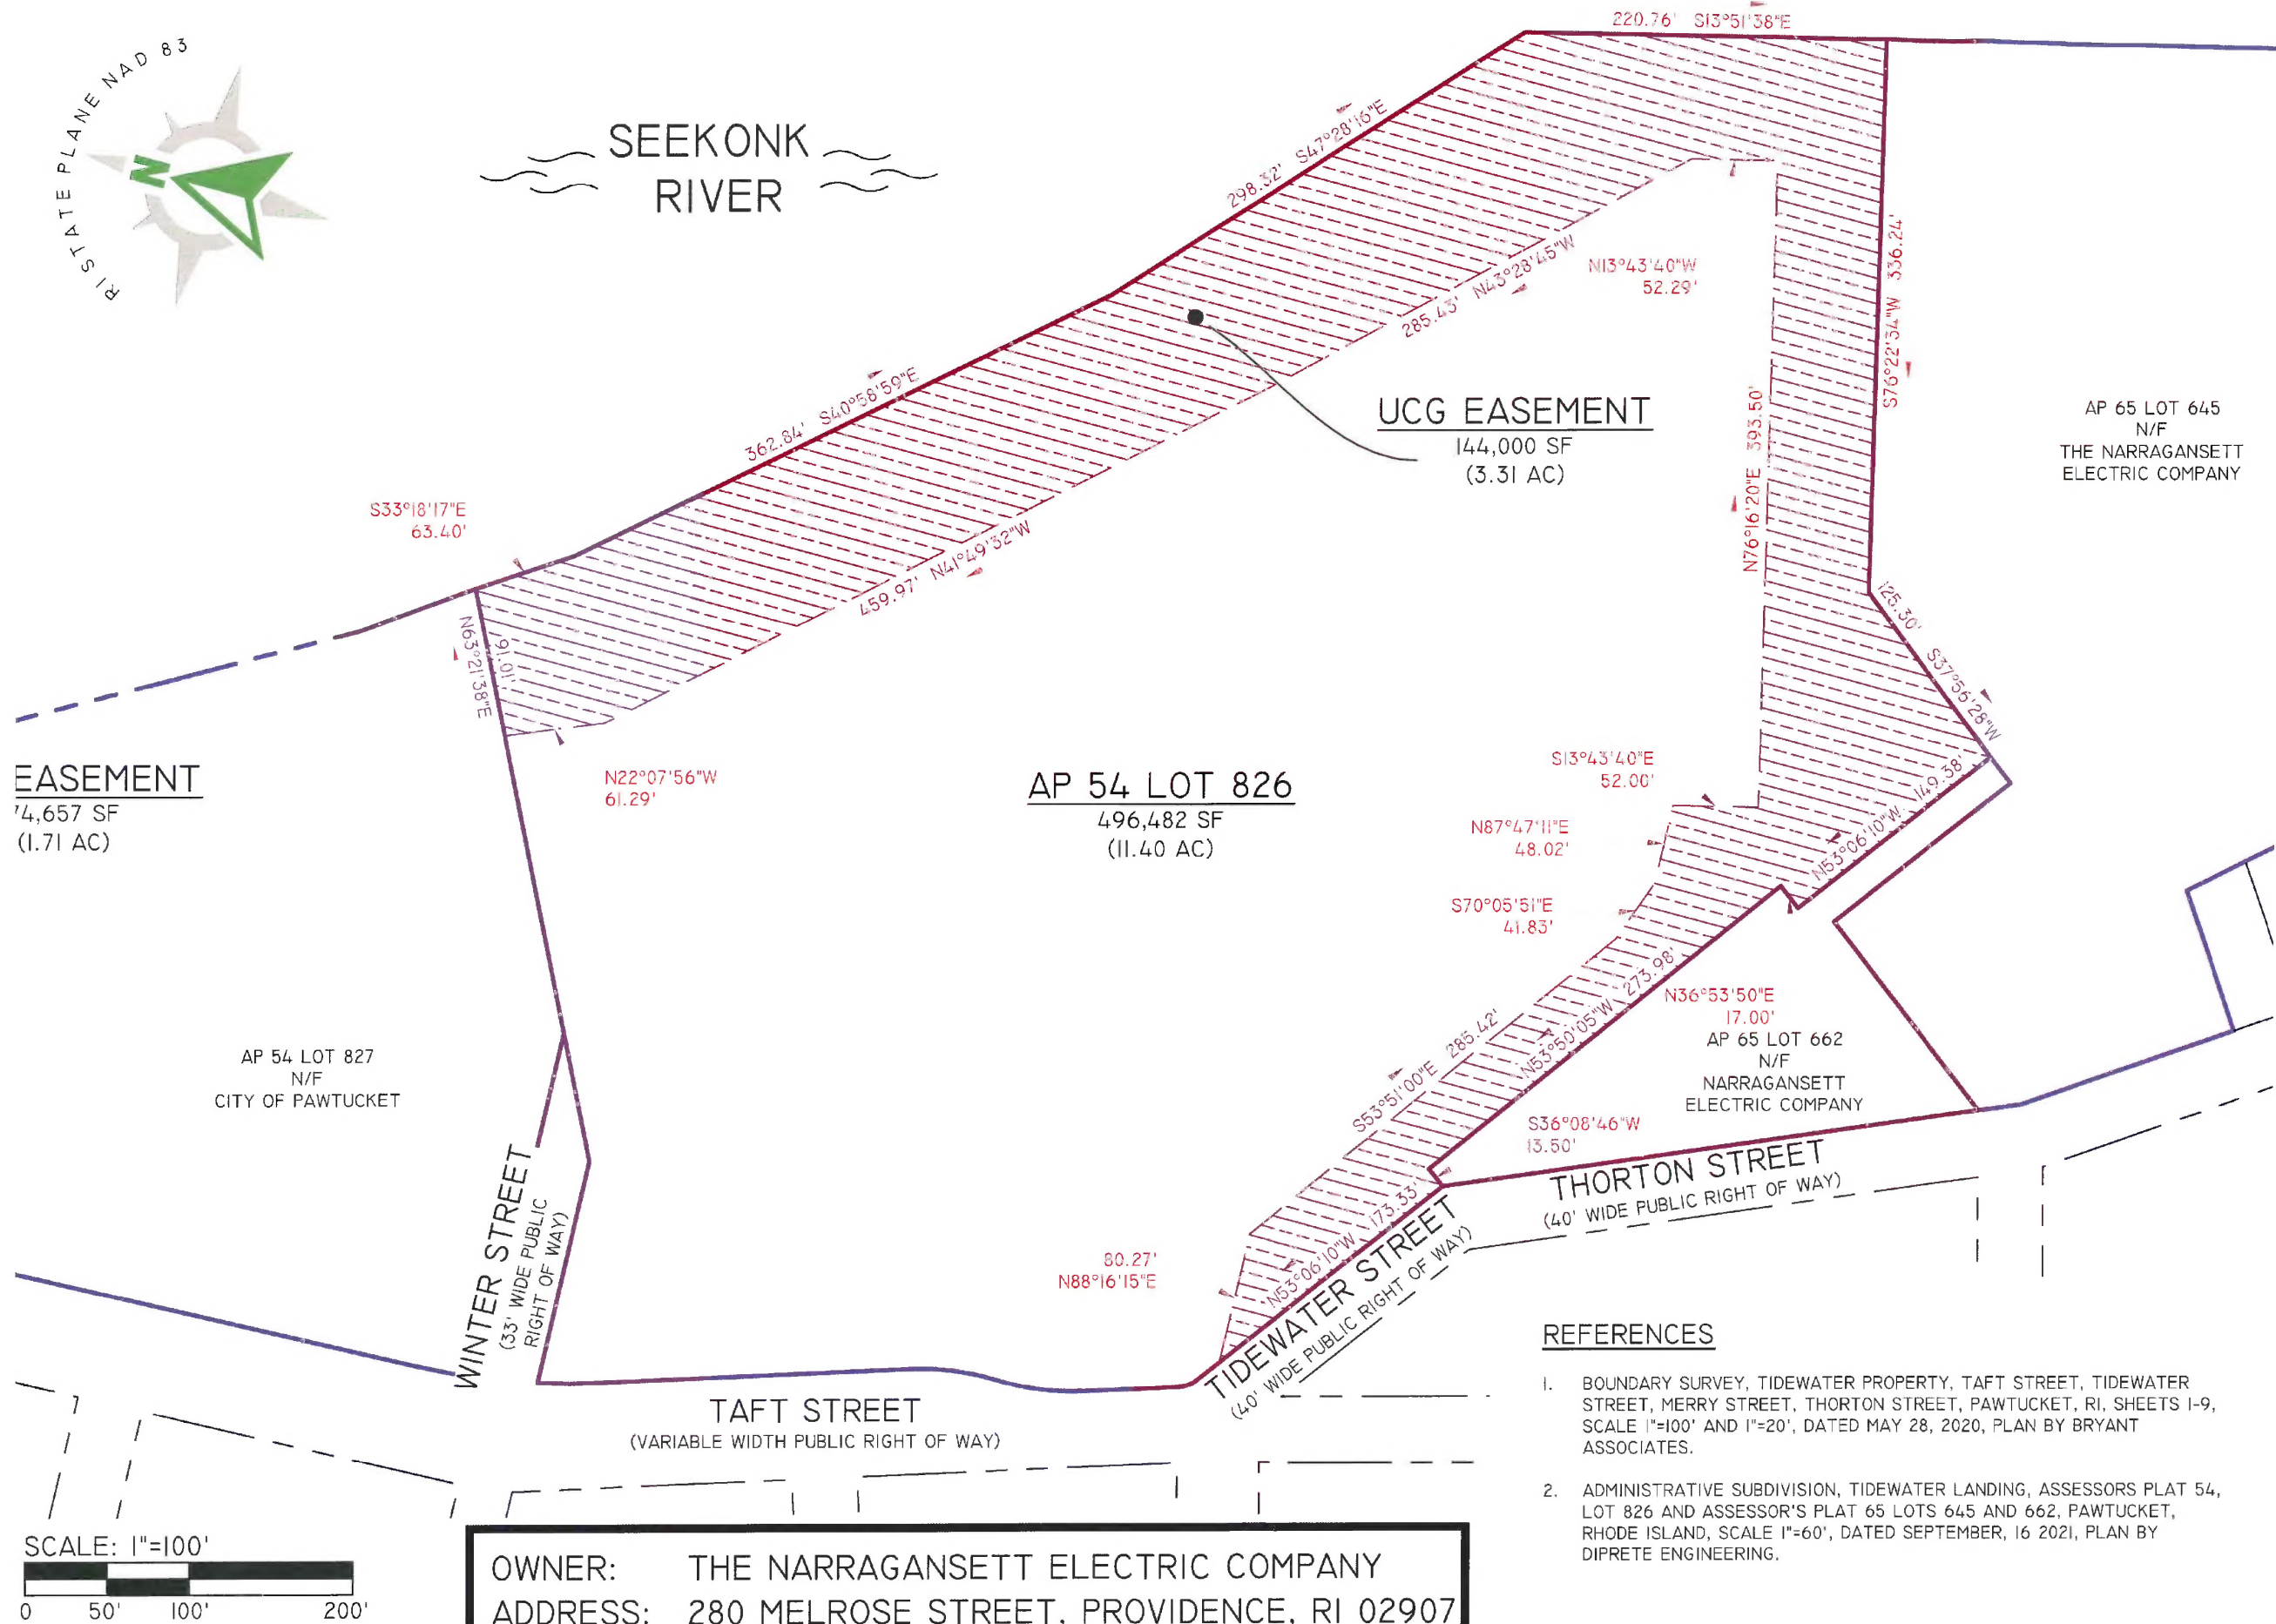 220.76' S13°51'38"E
RI STATE PLANE NAD 83
N
SEEKONK
RIVER
298.32' S47°28'16"E
285.43' N43°28'45"W
N13°43'40"W
52.29'
S76°22'34"W 336.24'
362.84' S40°58'59"E
UCG EASEMENT
144,000 SF
(3.31 AC)
N76°16'20"E 393.50'
AP 65 LOT 645
N/F
THE NARRAGANSETT
ELECTRIC COMPANY
S33°18'17"E
63.40'
459.97' N41°49'32"W
N63°21'38"E
91.01'
125.30' S37°56'28"W
EASEMENT
74,657 SF
(1.71 AC)
N22°07'56"W
61.29'
AP 54 LOT 826
496,482 SF
(11.40 AC)
S13°43'40"E
52.00'
N87°47'11"E
48.02'
N53°06'10"W 149.38'
S70°05'51"E
41.83'
N36°53'50"E
17.00'
S53°51'00"E 285.42'
N53°50'05"W 273.98'
AP 65 LOT 662
N/F
NARRAGANSETT
ELECTRIC COMPANY
AP 54 LOT 827
N/F
CITY OF PAWTUCKET
S36°08'46"W
13.50'
WINTER STREET
(33' WIDE PUBLIC
RIGHT OF WAY)
THORTON STREET
(40' WIDE PUBLIC RIGHT OF WAY)
80.27'
N88°16'15"E
N53°06'10"W 173.33'
TIDEWATER STREET
(40' WIDE PUBLIC RIGHT OF WAY)
TAFT STREET
(VARIABLE WIDTH PUBLIC RIGHT OF WAY)
REFERENCES
1. BOUNDARY SURVEY, TIDEWATER PROPERTY, TAFT STREET, TIDEWATER
STREET, MERRY STREET, THORTON STREET, PAWTUCKET, RI, SHEETS 1-9,
SCALE 1"=100' AND 1"=20', DATED MAY 28, 2020, PLAN BY BRYANT
ASSOCIATES.
2. ADMINISTRATIVE SUBDIVISION, TIDEWATER LANDING, ASSESSORS PLAT 54,
LOT 826 AND ASSESSOR'S PLAT 65 LOTS 645 AND 662, PAWTUCKET,
RHODE ISLAND, SCALE 1"=60', DATED SEPTEMBER, 16 2021, PLAN BY
DIPRETE ENGINEERING.
SCALE: 1"=100'
0 50' 100' 200'
OWNER: THE NARRAGANSETT ELECTRIC COMPANY
ADDRESS: 280 MELROSE STREET, PROVIDENCE, RI 02907